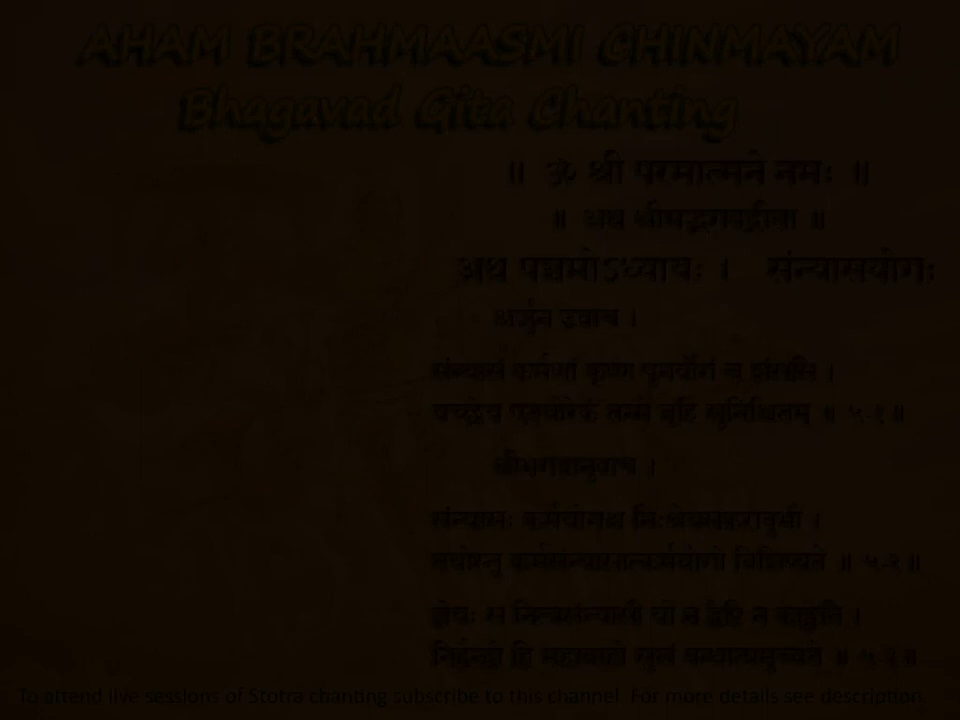 AHAM BRAHMAASMI CHINMAYAM
Bhagavad Gita Chanting
॥ ॐ श्री परमात्मने नमः ॥
॥ अथ श्रीमद्भगवद्गीता ॥
अथ पञ्चमोऽध्यायः । संन्यासयोगः
अर्जुन उवाच ।
संन्यासं कर्मणां कृष्ण पुनर्योगं च शंससि ।
यच्छ्रेय एतयोरेकं तन्मे ब्रूहि सुनिश्चितम् ॥ ५-१॥
श्रीभगवानुवाच ।
संन्यासः कर्मयोगश्च निःश्रेयसकरावुभौ ।
तयोस्तु कर्मसंन्यासात्कर्मयोगो विशिष्यते ॥ ५-२॥
ज्ञेयः स नित्यसंन्यासी यो न द्वेष्टि न काङ्क्षति ।
निर्द्वन्द्वो हि महाबाहो सुखं बन्धात्प्रमुच्यते ॥ ५-३॥
To attend live sessions of Stotra chanting subscribe to this channel. For more details see description.